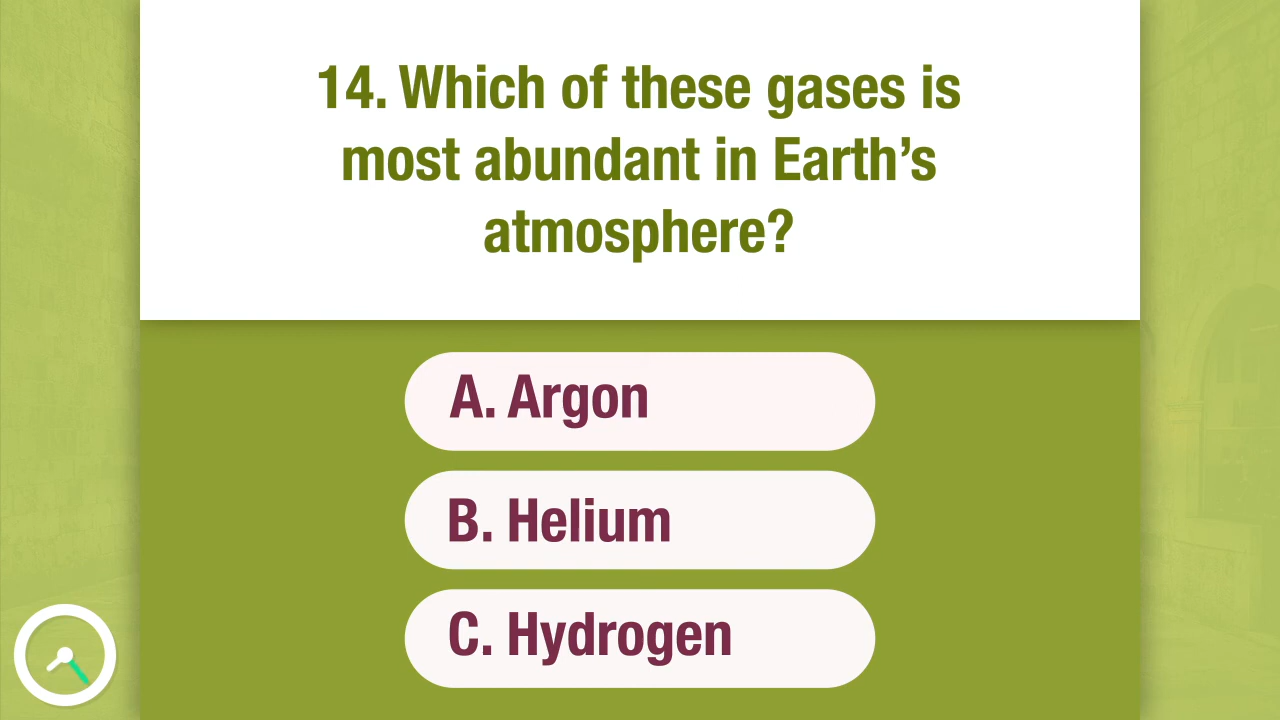 14. Which of these gases is
most abundant in Earth’s
atmosphere?
A. Argon
B. Helium
C. Hydrogen